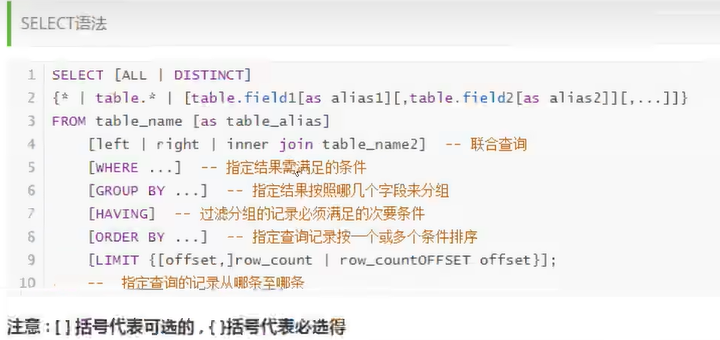 SELECT语法
1 SELECT [ALL | DISTINCT]
2 {* | table.* | [table.field1[as alias1][,table.field2[as alias2]][,...]]}
3 FROM table_name [as table_alias]
4 [left | right | inner join table_name2] -- 联合查询
5 [WHERE ...] -- 指定结果需满足的条件
6 [GROUP BY ...] -- 指定结果按照哪几个字段来分组
7 [HAVING] -- 过滤分组的记录必须满足的次要条件
8 [ORDER BY ...] -- 指定查询记录按一个或多个条件排序
9 [LIMIT {[offset,]row_count | row_countOFFSET offset}];
10 -- 指定查询的记录从哪条至哪条
注意 : [ ] 括号代表可选的 , { }括号代表必选得